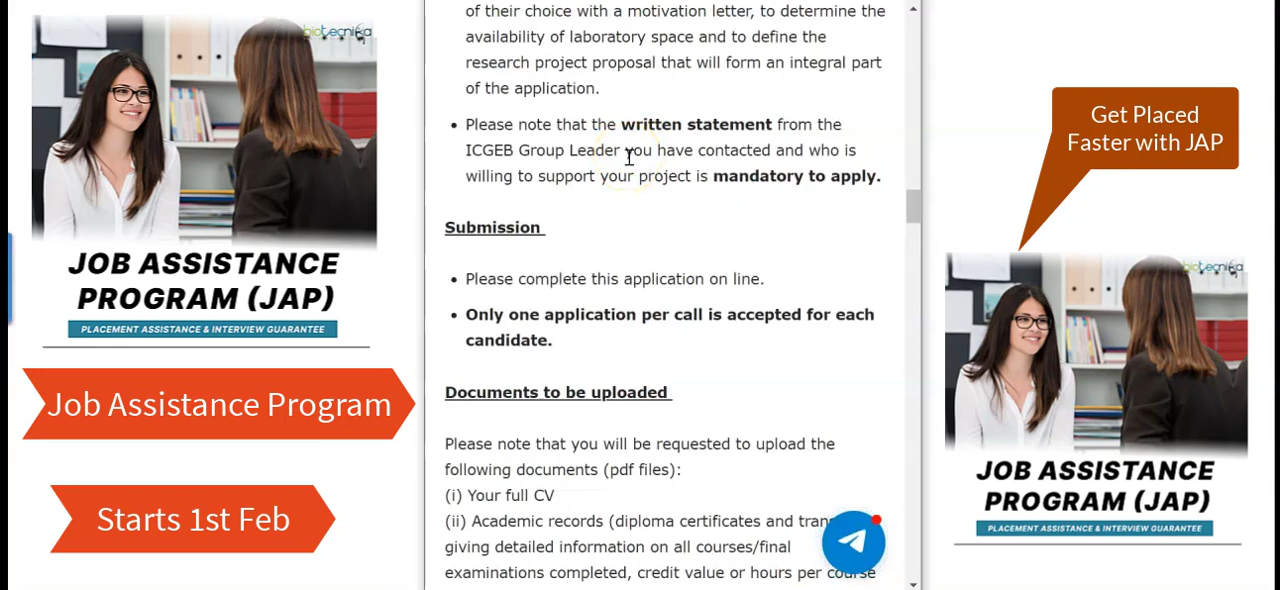 biotecnika
JOB ASSISTANCE
PROGRAM (JAP)
PLACEMENT ASSISTANCE & INTERVIEW GUARANTEE
Job Assistance Program
Starts 1st Feb
of their choice with a motivation letter, to determine the
availability of laboratory space and to define the
research project proposal that will form an integral part
of the application.
• Please note that the written statement from the
ICGEB Group Leader you have contacted and who is
willing to support your project is mandatory to apply.
Submission
• Please complete this application on line.
• Only one application per call is accepted for each
candidate.
Documents to be uploaded
Please note that you will be requested to upload the
following documents (pdf files):
(i) Your full CV
(ii) Academic records (diploma certificates and
giving detailed information on all courses/final
examinations completed, credit value or hours per course
Get Placed
Faster with JAP
biotecnika
JOB ASSISTANCE
PROGRAM (JAP)
PLACEMENT ASSISTANCE & INTERVIEW GUARANTEE